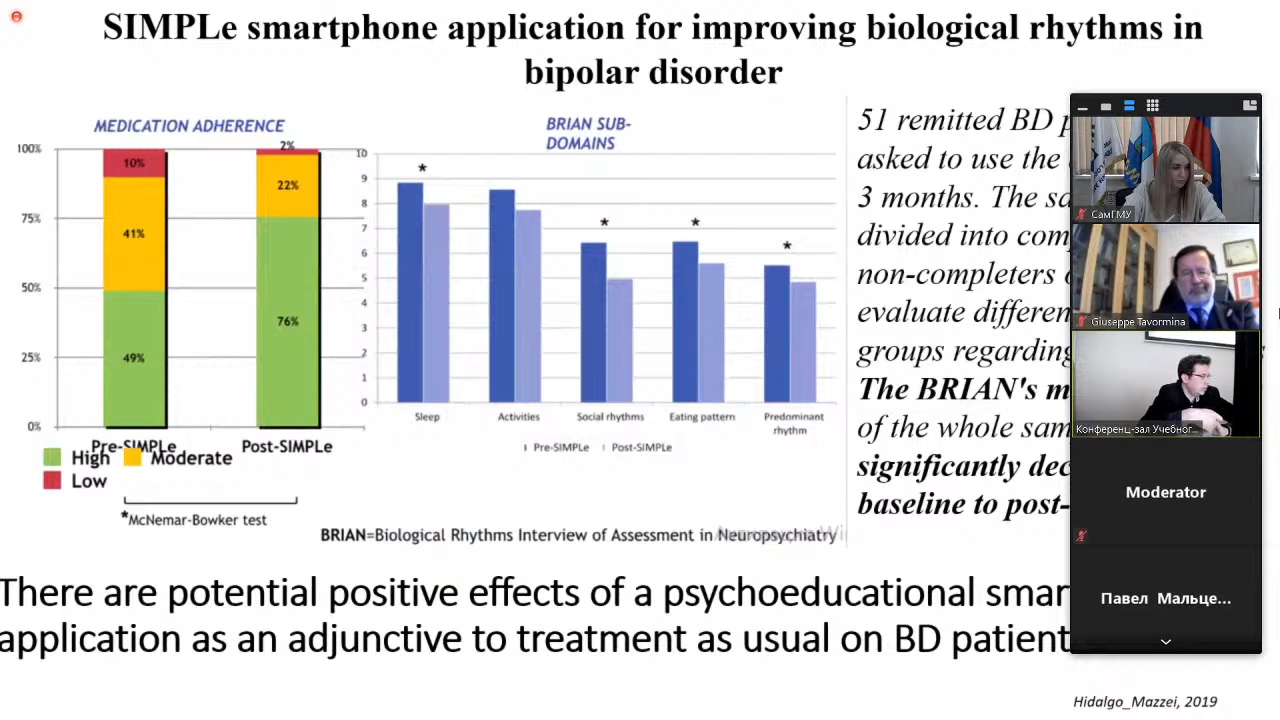 SIMPLe smartphone application for improving biological rhythms in
bipolar disorder
MEDICATION ADHERENCE
100%
75%
50%
25%
0%
10%
41%
49%
2%
22%
76%
Pre-SIMPLe
Post-SIMPLe
High
Moderate
Low
*McNemar-Bowker test
BRIAN SUB-
DOMAINS
10
9
8
7
6
5
4
3
2
1
0
*
*
*
*
Sleep
Activities
Social rhythms
Eating pattern
Predominant
rhythm
Pre-SIMPLe
Post-SIMPLe
BRIAN=Biological Rhythms Interview of Assessment in Neuropsychiatry
51 remitted BD
asked to use the
3 months. The
divided into
non-completers
evaluate
groups regarding
The BRIAN's
of the whole
significantly
baseline to post-
There are potential positive effects of a psychoeducational
application as an adjunctive to treatment as usual on BD patient
Hidalgo_Mazzei, 2019
СамГМУ
Giuseppe Tavormina
Конференц-зал Учебног...
Moderator
Павел Мальце...